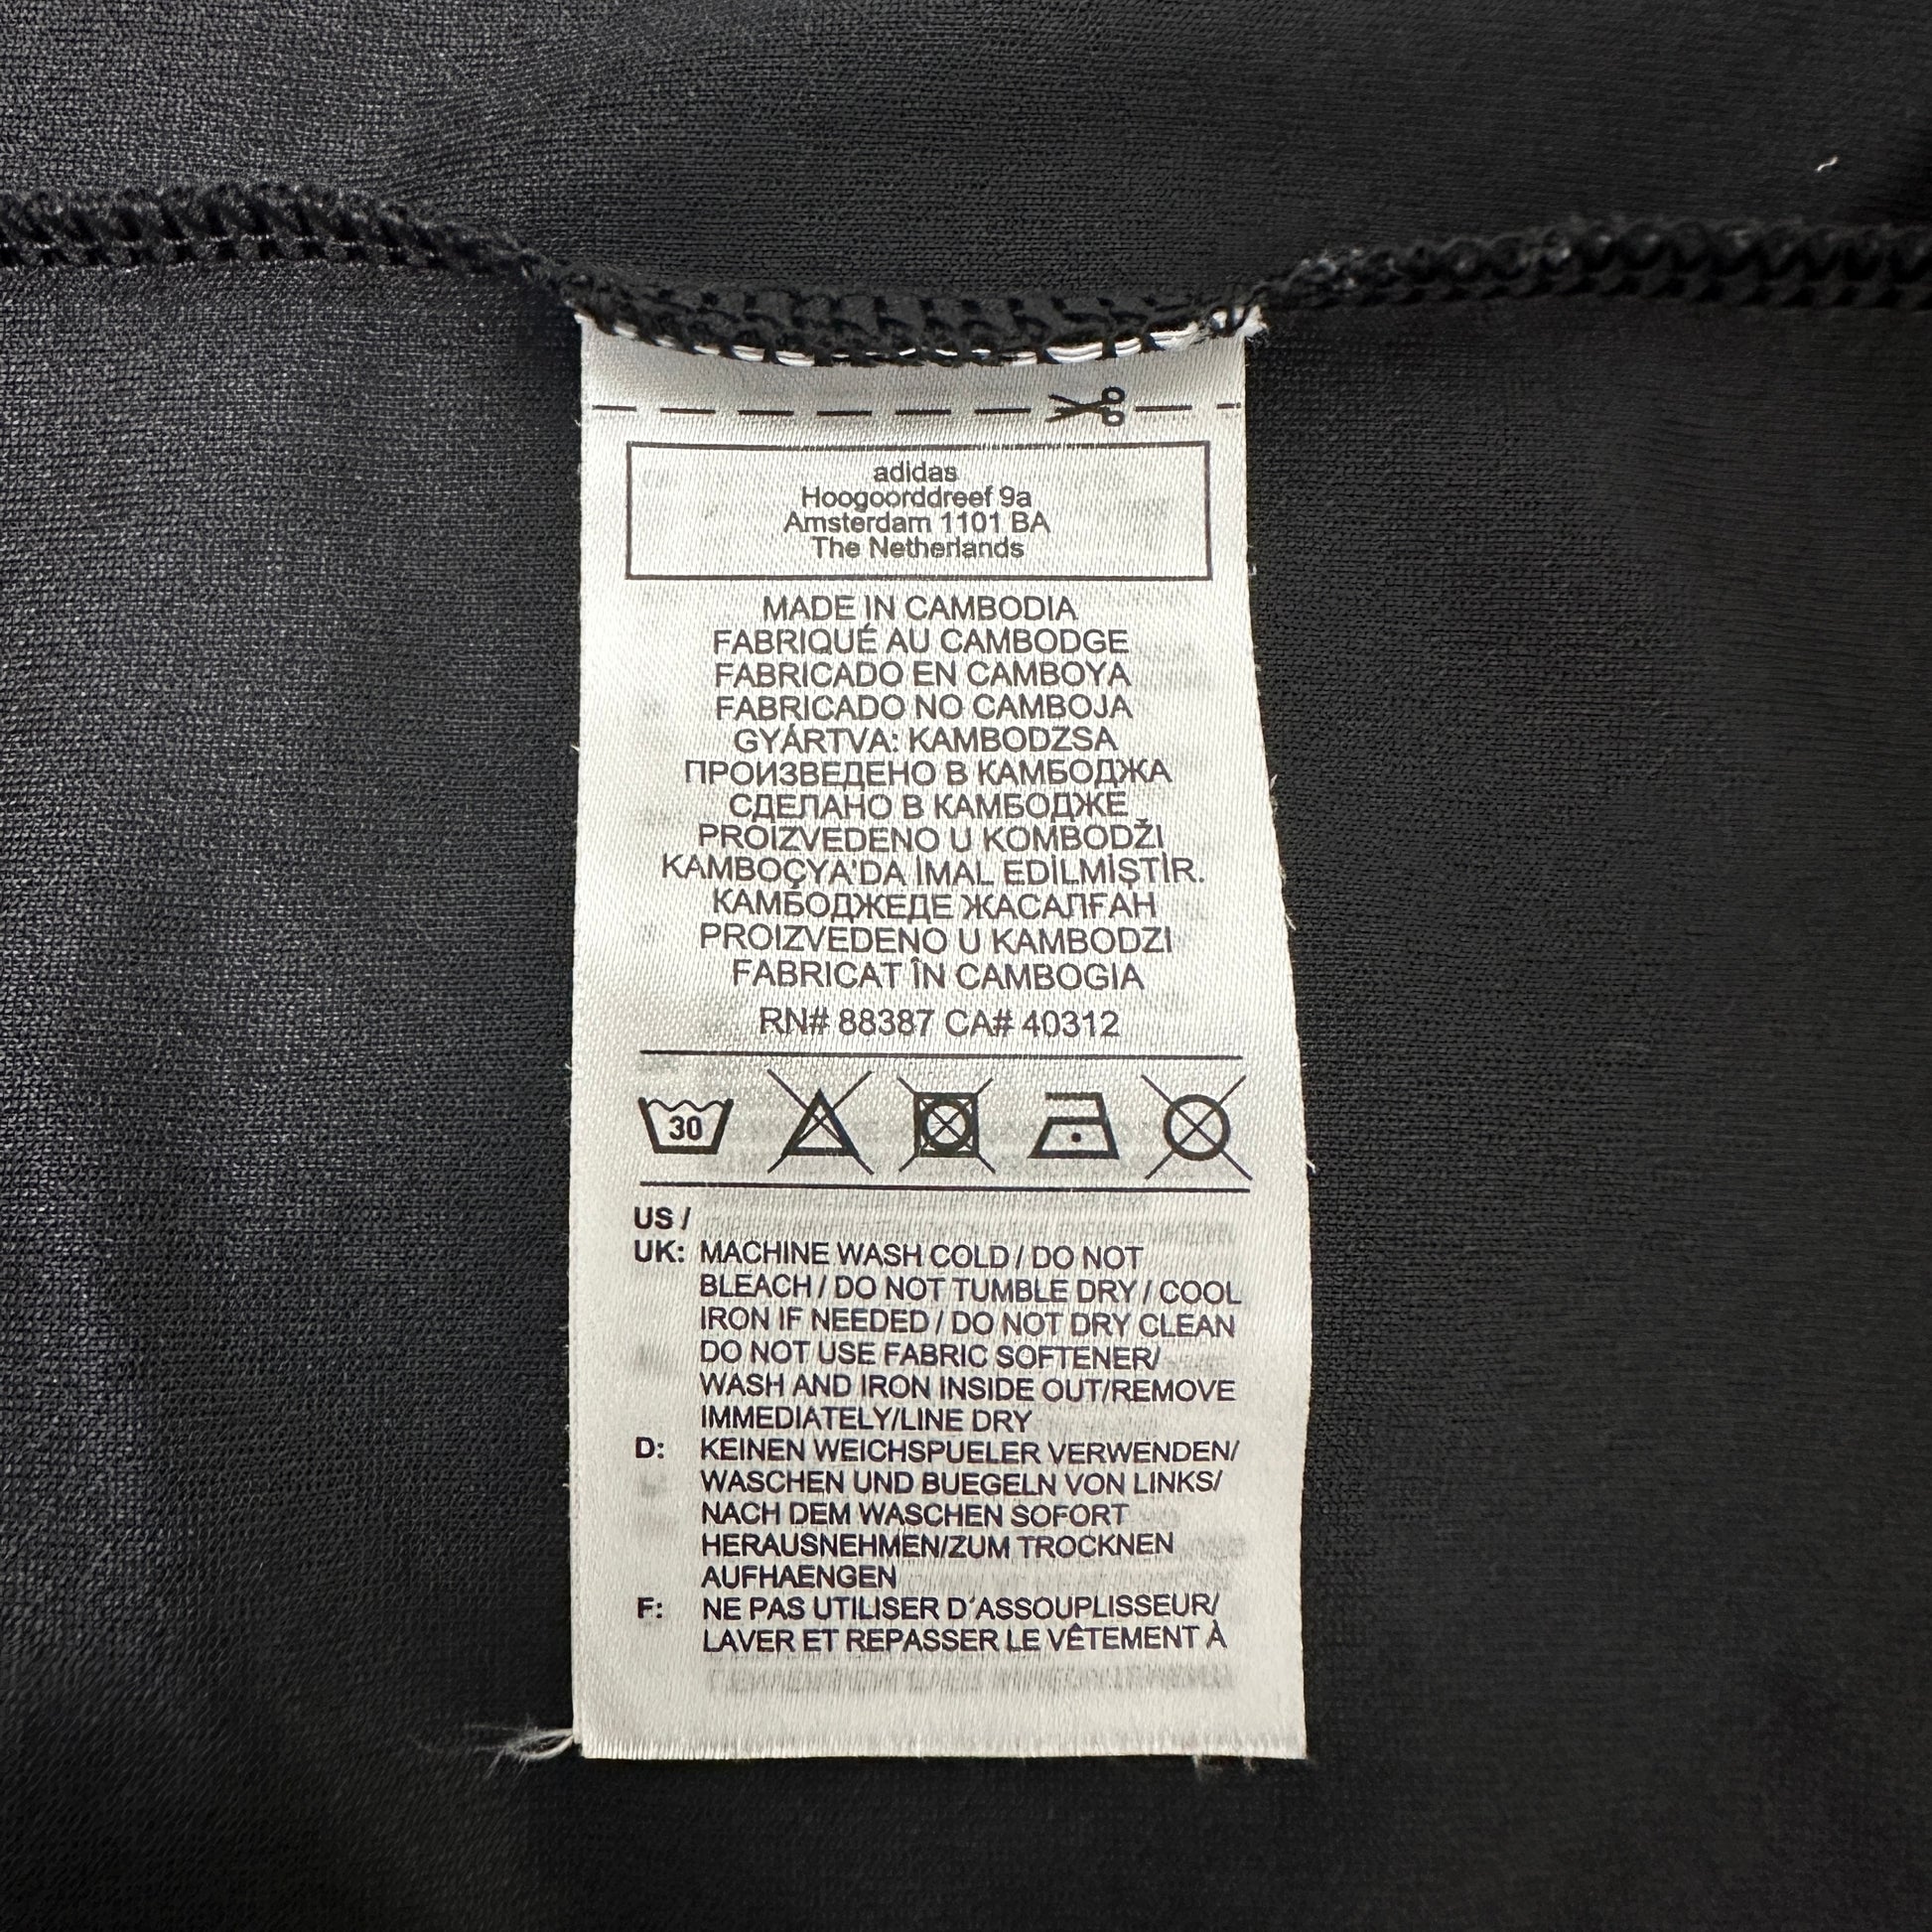 adidas
Hoogoorddreef 9a
Amsterdam 1101 BA
The Netherlands
MADE IN CAMBODIA
FABRIQUÉ AU CAMBODGE
FABRICADO EN CAMBOYA
FABRICADO NO CAMBOJA
GYÁRTVA: KAMBODZSA
ПРОИЗВЕДЕНО В КАМБОДЖА
СДЕЛАНО В КАМБОДЖЕ
PROIZVEDENO U KOMBODŽI
KAMBOÇYA'DA İMAL EDİLMİŞTİR.
КАМБОДЖЕДЕ ЖАСАЛҒАН
PROIZVEDENO U KAMBODZI
FABRICAT ÎN CAMBOGIA
RN# 88387 CA# 40312
30
US /
UK: MACHINE WASH COLD / DO NOT
BLEACH / DO NOT TUMBLE DRY / COOL
IRON IF NEEDED / DO NOT DRY CLEAN
DO NOT USE FABRIC SOFTENER/
WASH AND IRON INSIDE OUT/REMOVE
IMMEDIATELY/LINE DRY
D: KEINEN WEICHSPUELER VERWENDEN/
WASCHEN UND BUEGELN VON LINKS/
NACH DEM WASCHEN SOFORT
HERAUSNEHMEN/ZUM TROCKNEN
AUFHAENGEN
F: NE PAS UTILISER D´ASSOUPLISSEUR/
LAVER ET REPASSER LE VÊTEMENT À